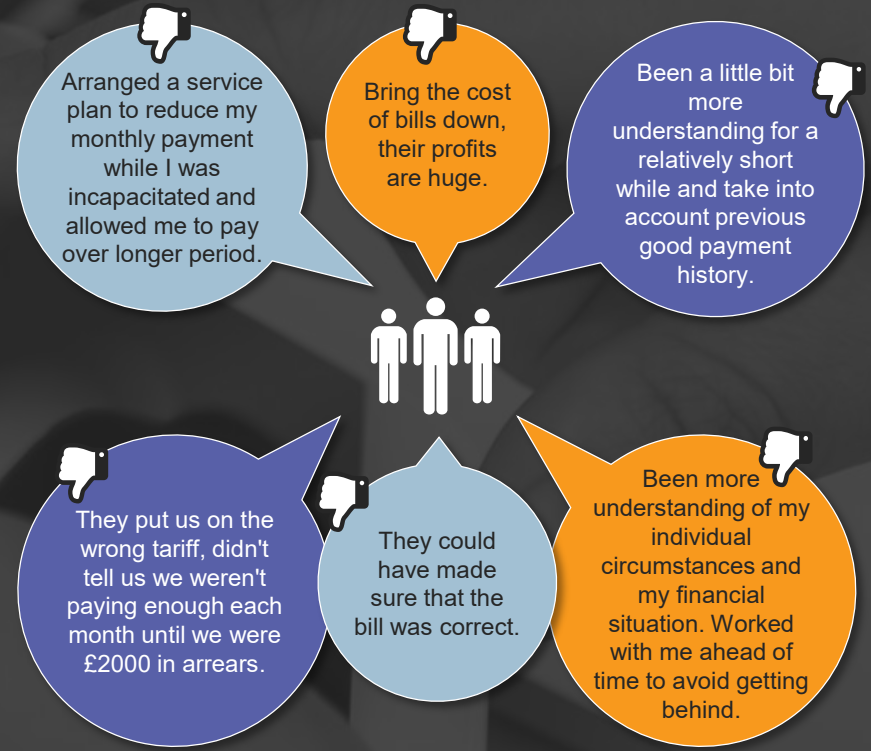 Arranged a service
plan to reduce my
monthly payment
while I was
incapacitated and
allowed me to pay
over longer period.
Bring the cost
of bills down,
their profits
are huge.
Been a little bit
more
understanding for a
relatively short
while and take into
account previous
good payment
history.
They put us on the
wrong tariff, didn't
tell us we weren't
paying enough each
month until we were
£2000 in arrears.
They could
have made
sure that the
bill was correct.
Been more
understanding of my
individual
circumstances and
my financial
situation. Worked
with me ahead of
time to avoid getting
behind.